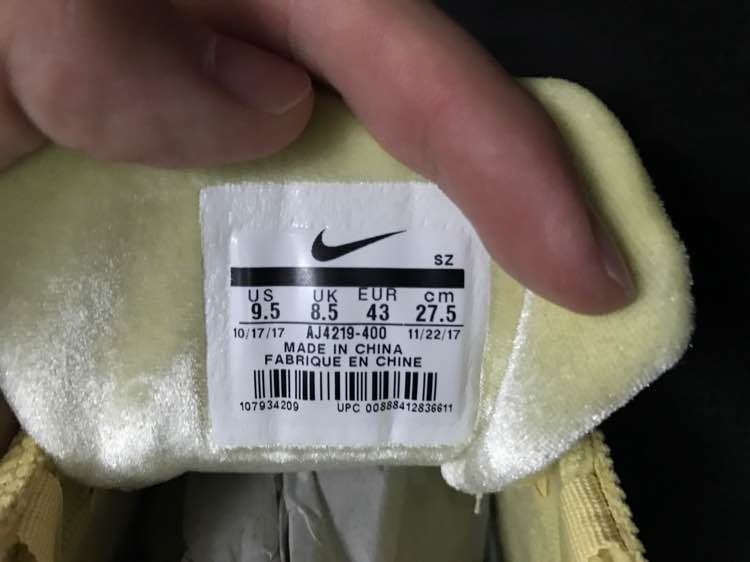 SZ
US UK EUR cm
9.5 8.5 43 27.5
10/17/17 AJ4219-400 11/22/17
MADE IN CHINA
FABRIQUE EN CHINE
107934209 UPC 00888412836611